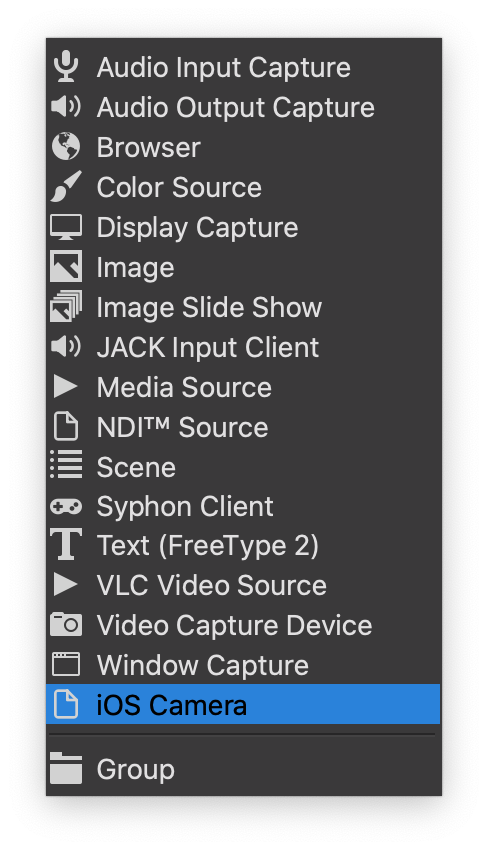 Audio Input Capture
Audio Output Capture
Browser
Color Source
Display Capture
Image
Image Slide Show
JACK Input Client
Media Source
NDI™ Source
Scene
Syphon Client
Text (FreeType 2)
VLC Video Source
Video Capture Device
Window Capture
iOS Camera
Group